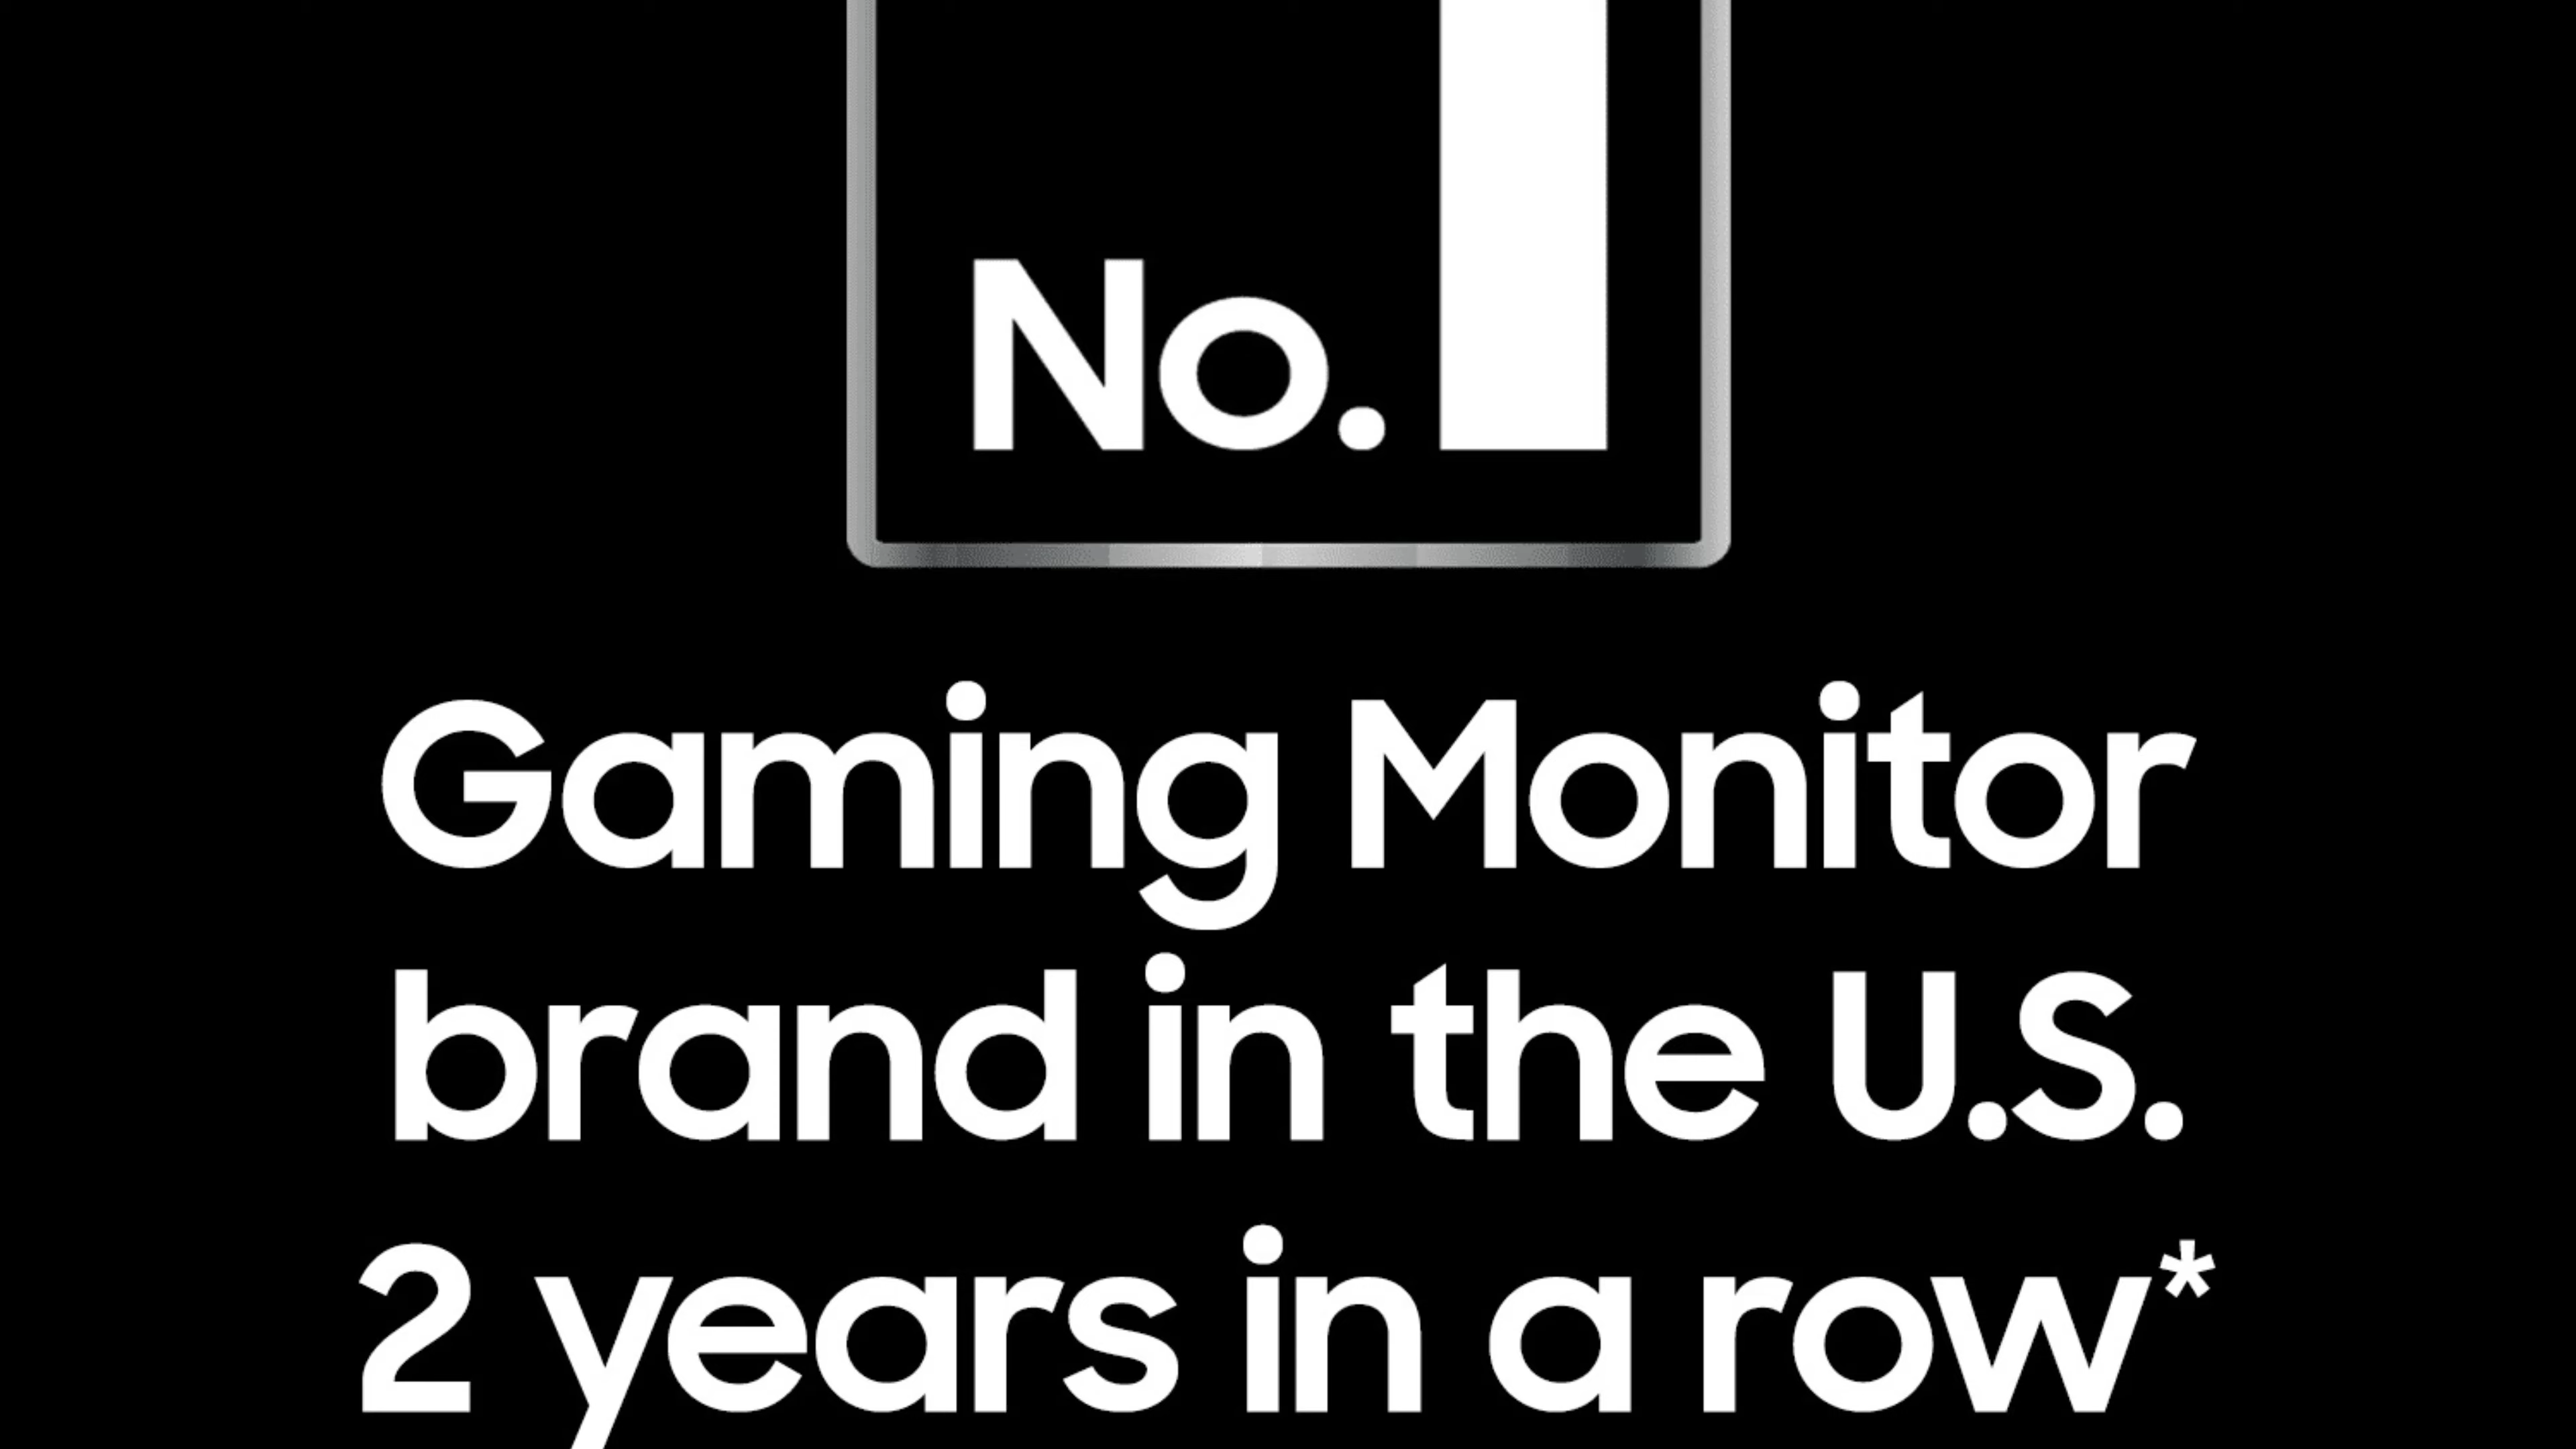 No.1
Gaming Monitor
brand in the U.S.
2 years in a row*